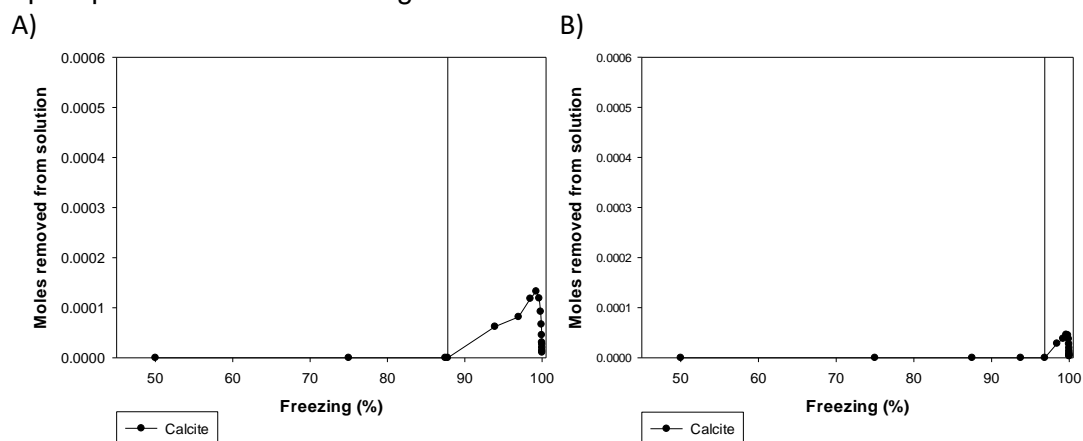 A)
B)
0.0006
0.0005
0.0004
0.0003
0.0002
0.0001
0.0000
Moles removed from solution
50 60 70 80 90 100
Freezing (%)
Calcite
0.0006
0.0005
0.0004
0.0003
0.0002
0.0001
0.0000
Moles removed from solution
50 60 70 80 90 100
Freezing (%)
Calcite